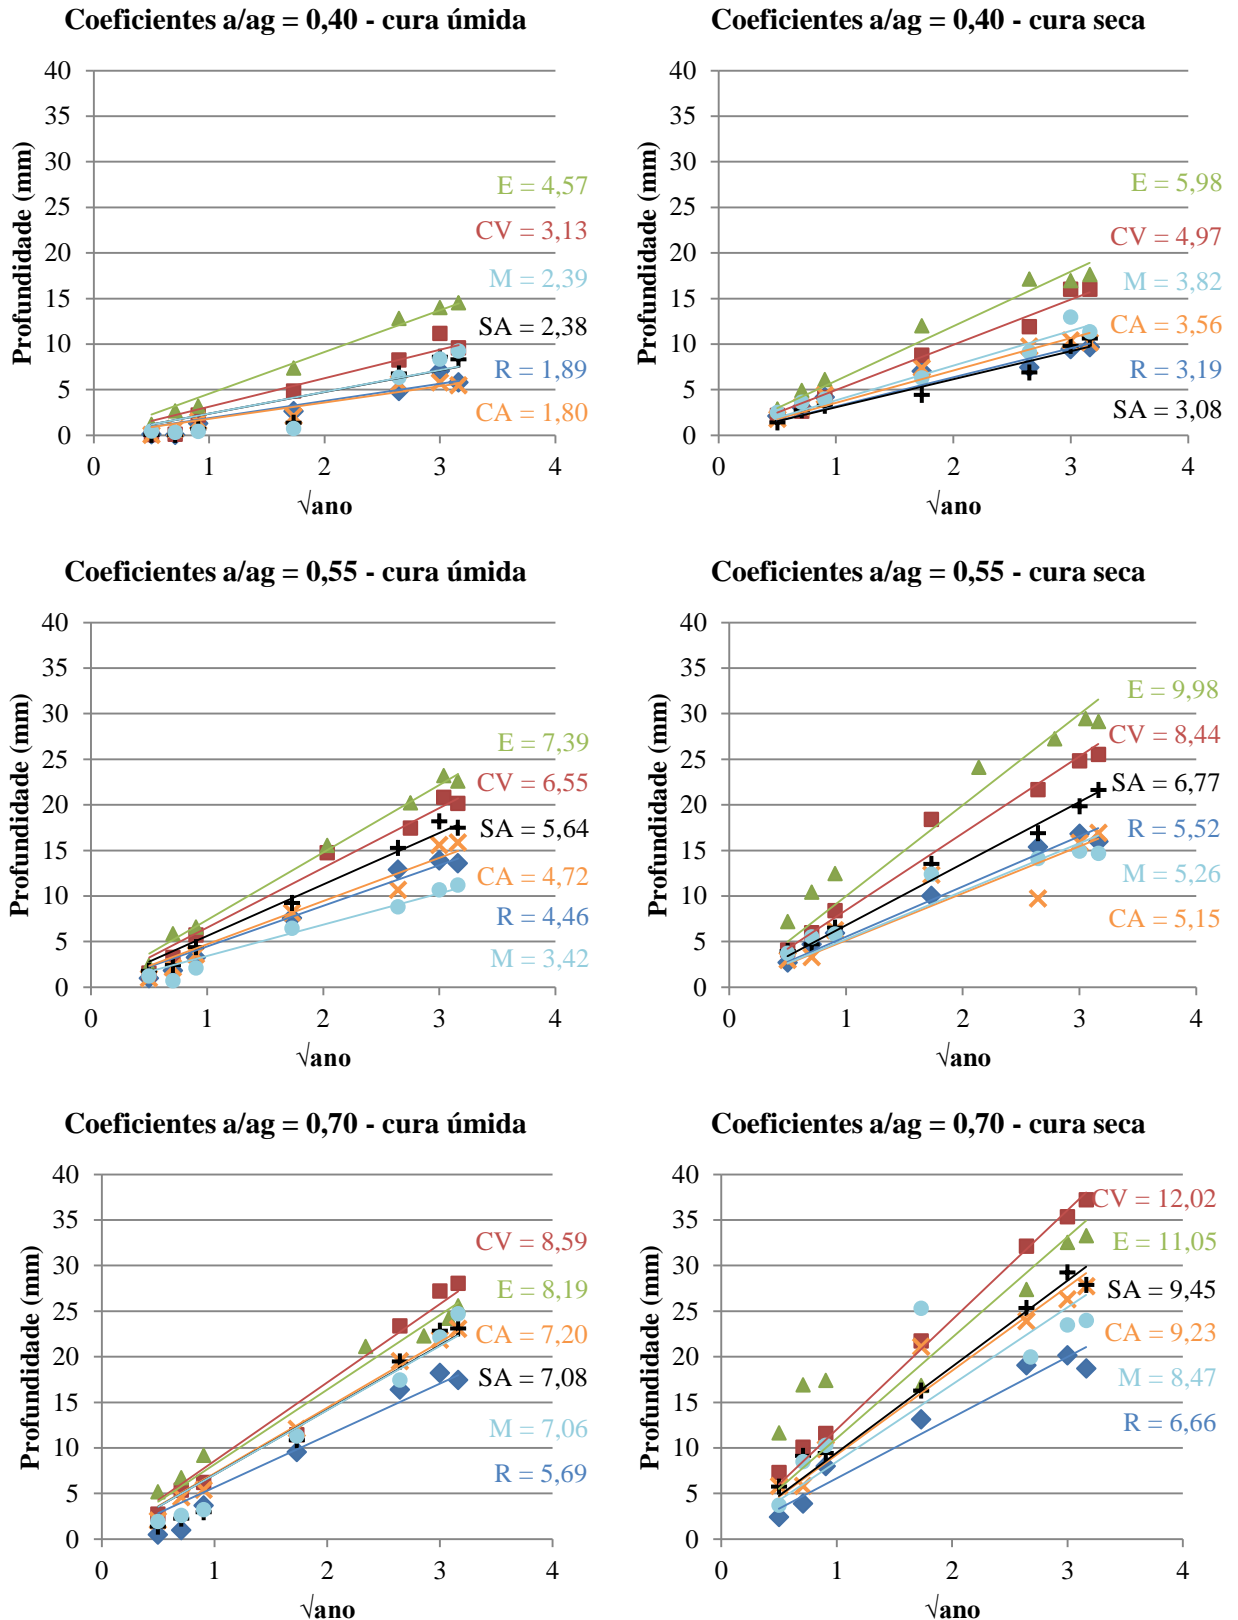 Coeficientes a/ag = 0,40 - cura úmida
40
35
30
25
20
15
10
5
0
Profundidade (mm)
E = 4,57
CV = 3,13
M = 2,39
SA = 2,38
R = 1,89
CA = 1,80
0 1 2 3 4
√ano
Coeficientes a/ag = 0,40 - cura seca
40
35
30
25
20
15
10
5
0
Profundidade (mm)
E = 5,98
CV = 4,97
M = 3,82
CA = 3,56
R = 3,19
SA = 3,08
0 1 2 3 4
√ano
Coeficientes a/ag = 0,55 - cura úmida
40
35
30
25
20
15
10
5
0
Profundidade (mm)
E = 7,39
CV = 6,55
SA = 5,64
CA = 4,72
R = 4,46
M = 3,42
0 1 2 3 4
√ano
Coeficientes a/ag = 0,55 - cura seca
40
35
30
25
20
15
10
5
0
Profundidade (mm)
E = 9,98
CV = 8,44
SA = 6,77
R = 5,52
M = 5,26
CA = 5,15
0 1 2 3 4
√ano
Coeficientes a/ag = 0,70 - cura úmida
40
35
30
25
20
15
10
5
0
Profundidade (mm)
CV = 8,59
E = 8,19
CA = 7,20
SA = 7,08
M = 7,06
R = 5,69
0 1 2 3 4
√ano
Coeficientes a/ag = 0,70 - cura seca
40
35
30
25
20
15
10
5
0
Profundidade (mm)
CV = 12,02
E = 11,05
SA = 9,45
CA = 9,23
M = 8,47
R = 6,66
0 1 2 3 4
√ano